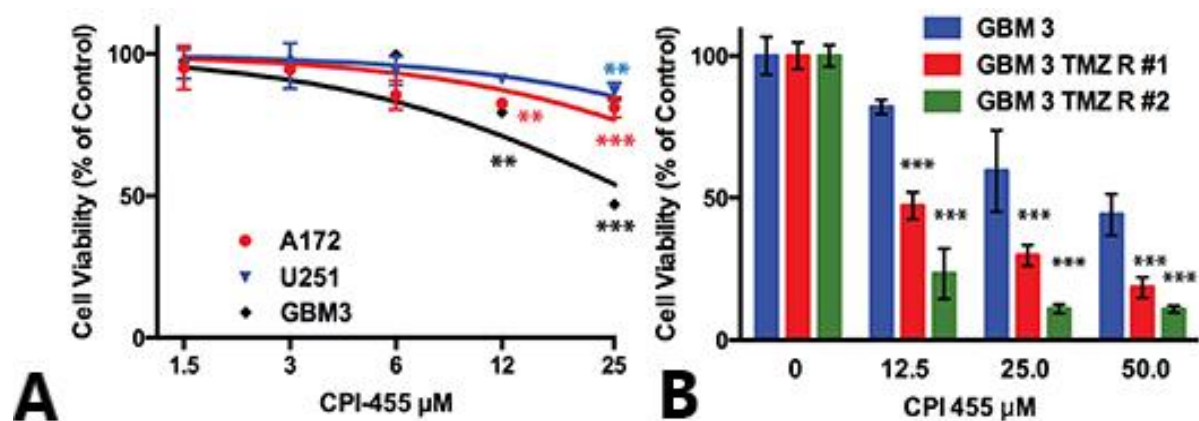 Cell Viability (% of Control)
100
50
0
**
**
***
**
***
A172
U251
GBM3
1.5 3 6 12 25
CPI-455 µM
A
Cell Viability (% of Control)
100
50
0
GBM 3
GBM 3 TMZ R #1
GBM 3 TMZ R #2
***
***
***
***
***
***
0 12.5 25.0 50.0
CPI 455 µM
B